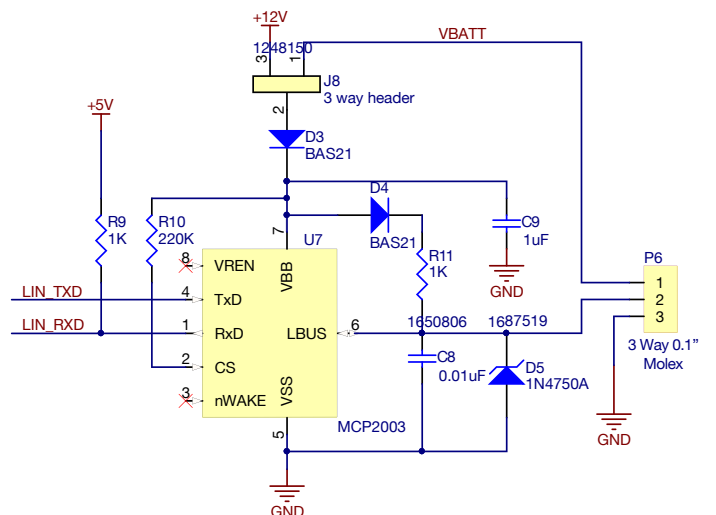 +12V
VBATT
1248150
3
1
J8
3 way header
2
+5V
D3
BAS21
D4
BAS21
R9
1K
R10
220K
C9
1uF
GND
R11
1K
7
U7
P6
8
VREN
VBB
1
2
3
LIN_TXD
4
TxD
LIN_RXD
1
RxD
LBUS
6
1650806
1687519
3 Way 0.1"
Molex
2
CS
C8
0.01uF
D5
1N4750A
3
nWAKE
VSS
MCP2003
5
GND
GND